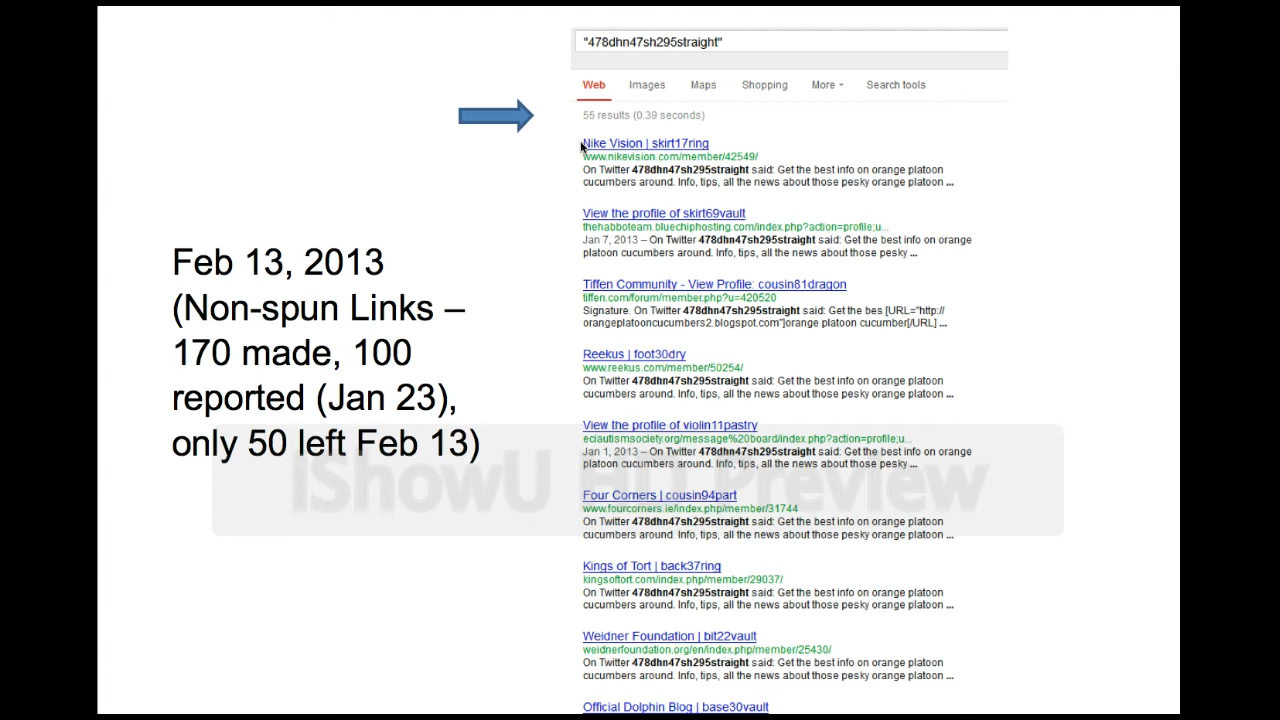 "478dhn47sh295straight"
Web Images Maps Shopping More Search tools
55 results (0.39 seconds)
Nike Vision | skirt17ring
www.nikevision.com/member/42549/
On Twitter 478dhn47sh295straight said: Get the best info on orange platoon
cucumbers around. Info, tips, all the news about those pesky orange platoon ...
View the profile of skirt69vault
thehabboteam.bluechiphosting.com/index.php?action=profile;u...
Jan 7, 2013 – On Twitter 478dhn47sh295straight said: Get the best info on orange
platoon cucumbers around. Info, tips, all the news about those pesky ...
Tiffen Community - View Profile: cousin81dragon
tiffen.com/forum/member.php?u=420520
Signature. On Twitter 478dhn47sh295straight said: Get the bes [URL="http://
orangeplatooncucumbers2.blogspot.com"]orange platoon cucumber[/URL] ...
Reekus | foot30dry
www.reekus.com/member/50254/
On Twitter 478dhn47sh295straight said: Get the best info on orange platoon
cucumbers around. Info, tips, all the news about those pesky orange platoon ...
View the profile of violin11pastry
eciautismsociety.org/message%20board/index.php?action=profile;u...
Jan 1, 2013 – On Twitter 478dhn47sh295straight said: Get the best info on orange
platoon cucumbers around. Info, tips, all the news about those pesky ...
Four Corners | cousin94part
www.fourcorners.ie/index.php/member/31744
On Twitter 478dhn47sh295straight said: Get the best info on orange platoon
cucumbers around. Info, tips, all the news about those pesky orange platoon ...
Kings of Tort | back37ring
kingsoftort.com/index.php/member/29037/
On Twitter 478dhn47sh295straight said: Get the best info on orange platoon
cucumbers around. Info, tips, all the news about those pesky orange platoon ...
Weidner Foundation | bit22vault
weidnerfoundation.org/en/index.php/member/25430/
On Twitter 478dhn47sh295straight said: Get the best info on orange platoon
cucumbers around. Info, tips, all the news about those pesky orange platoon ...
Official Dolphin Blog | base30vault
Feb 13, 2013
(Non-spun Links –
170 made, 100
reported (Jan 23),
only 50 left Feb 13)
IShowU HD Preview